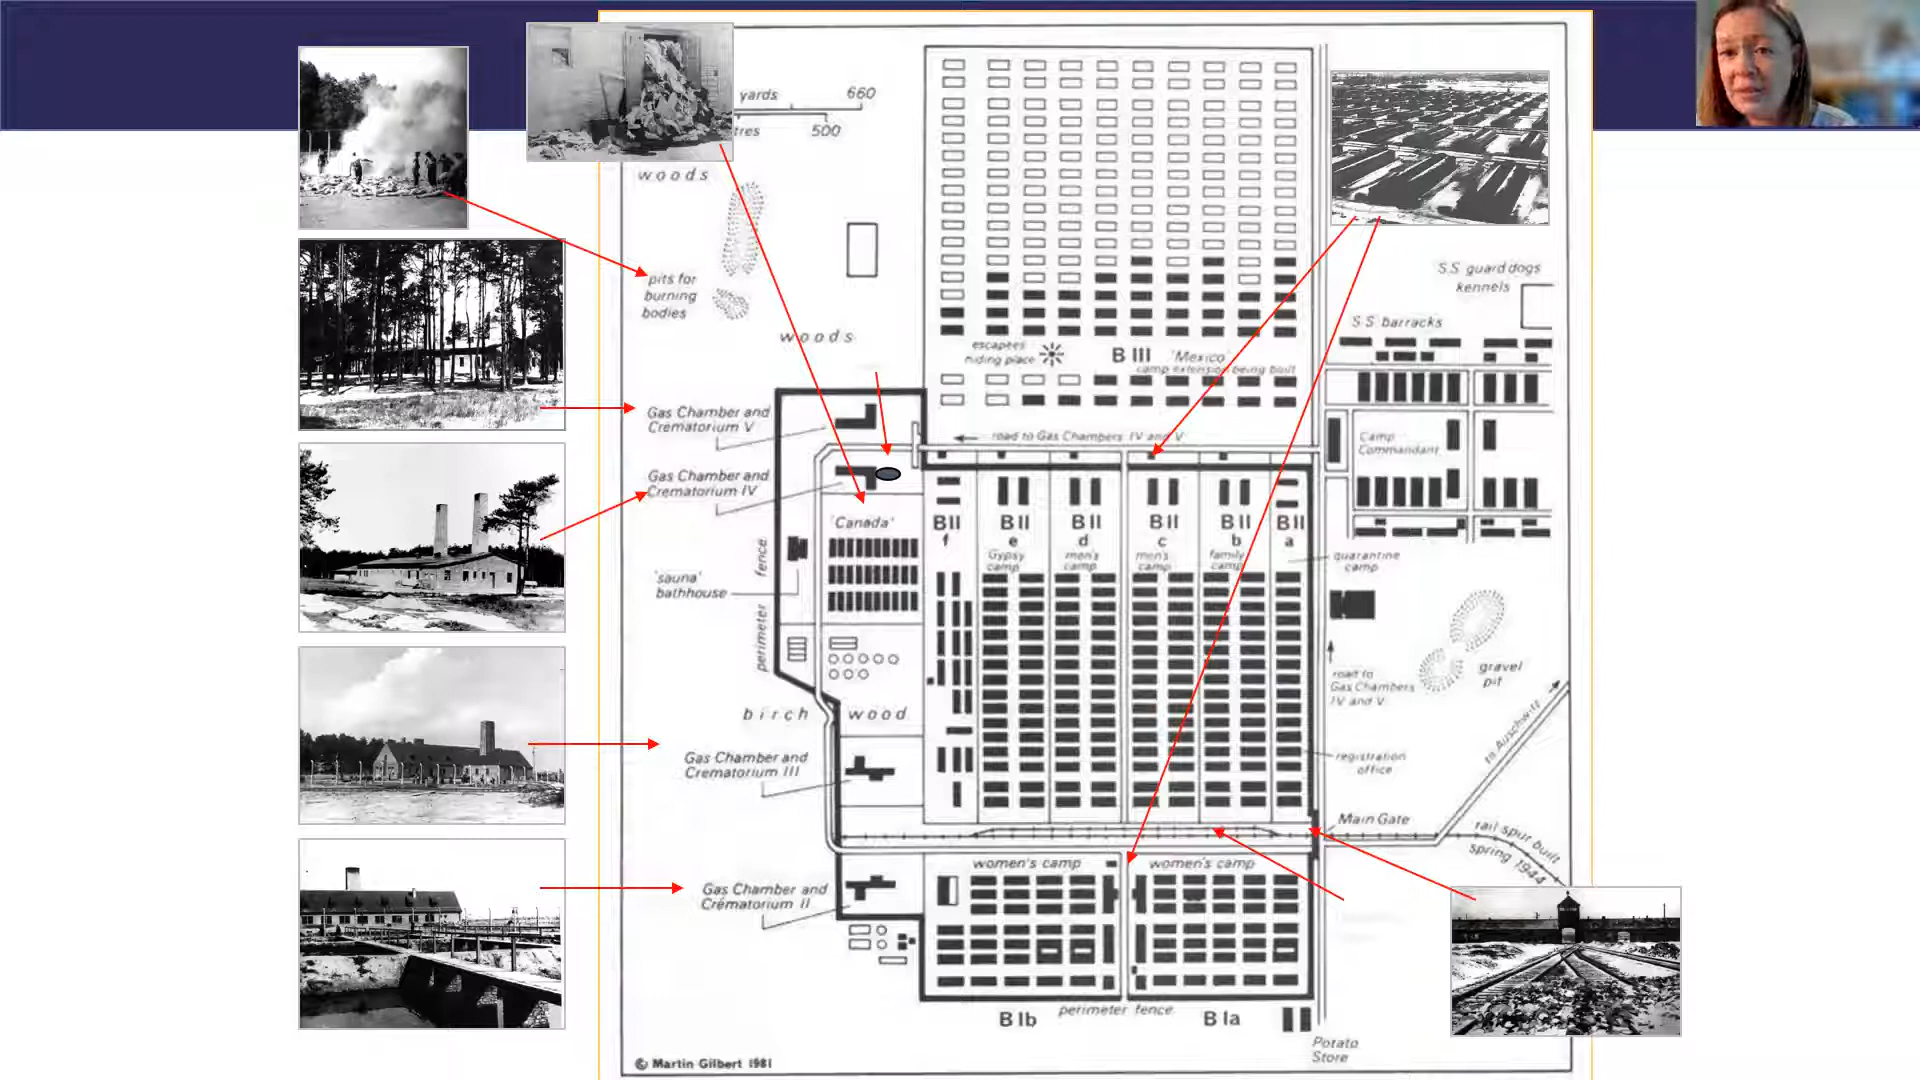 yards 660
tres 500
woods
pits for
burning
bodies
woods
escapees
hiding place
B III 'Mexico'
camp extension being built
S.S. guard dogs
kennels
S.S. barracks
Camp
Commandant
Gas Chamber and
Crematorium V
road to Gas Chambers IV and V
Gas Chamber and
Crematorium IV
'Canada'
B II
f
B II
e
Gypsy
camp
B II
d
men's
camp
B II
c
men's
camp
B II
b
family
camp
B II
a
quarantine
camp
perimeter fence
'sauna'
bathhouse
birch wood
road to
Gas Chambers
IV and V
gravel
pit
to Auschwitz
Gas Chamber and
Crematorium III
registration
office
Main Gate
rail spur built
spring 1944
women's camp
women's camp
Gas Chamber and
Crématorium II
perimeter fence
B Ib
B Ia
Potato
Store
© Martin Gilbert 1981